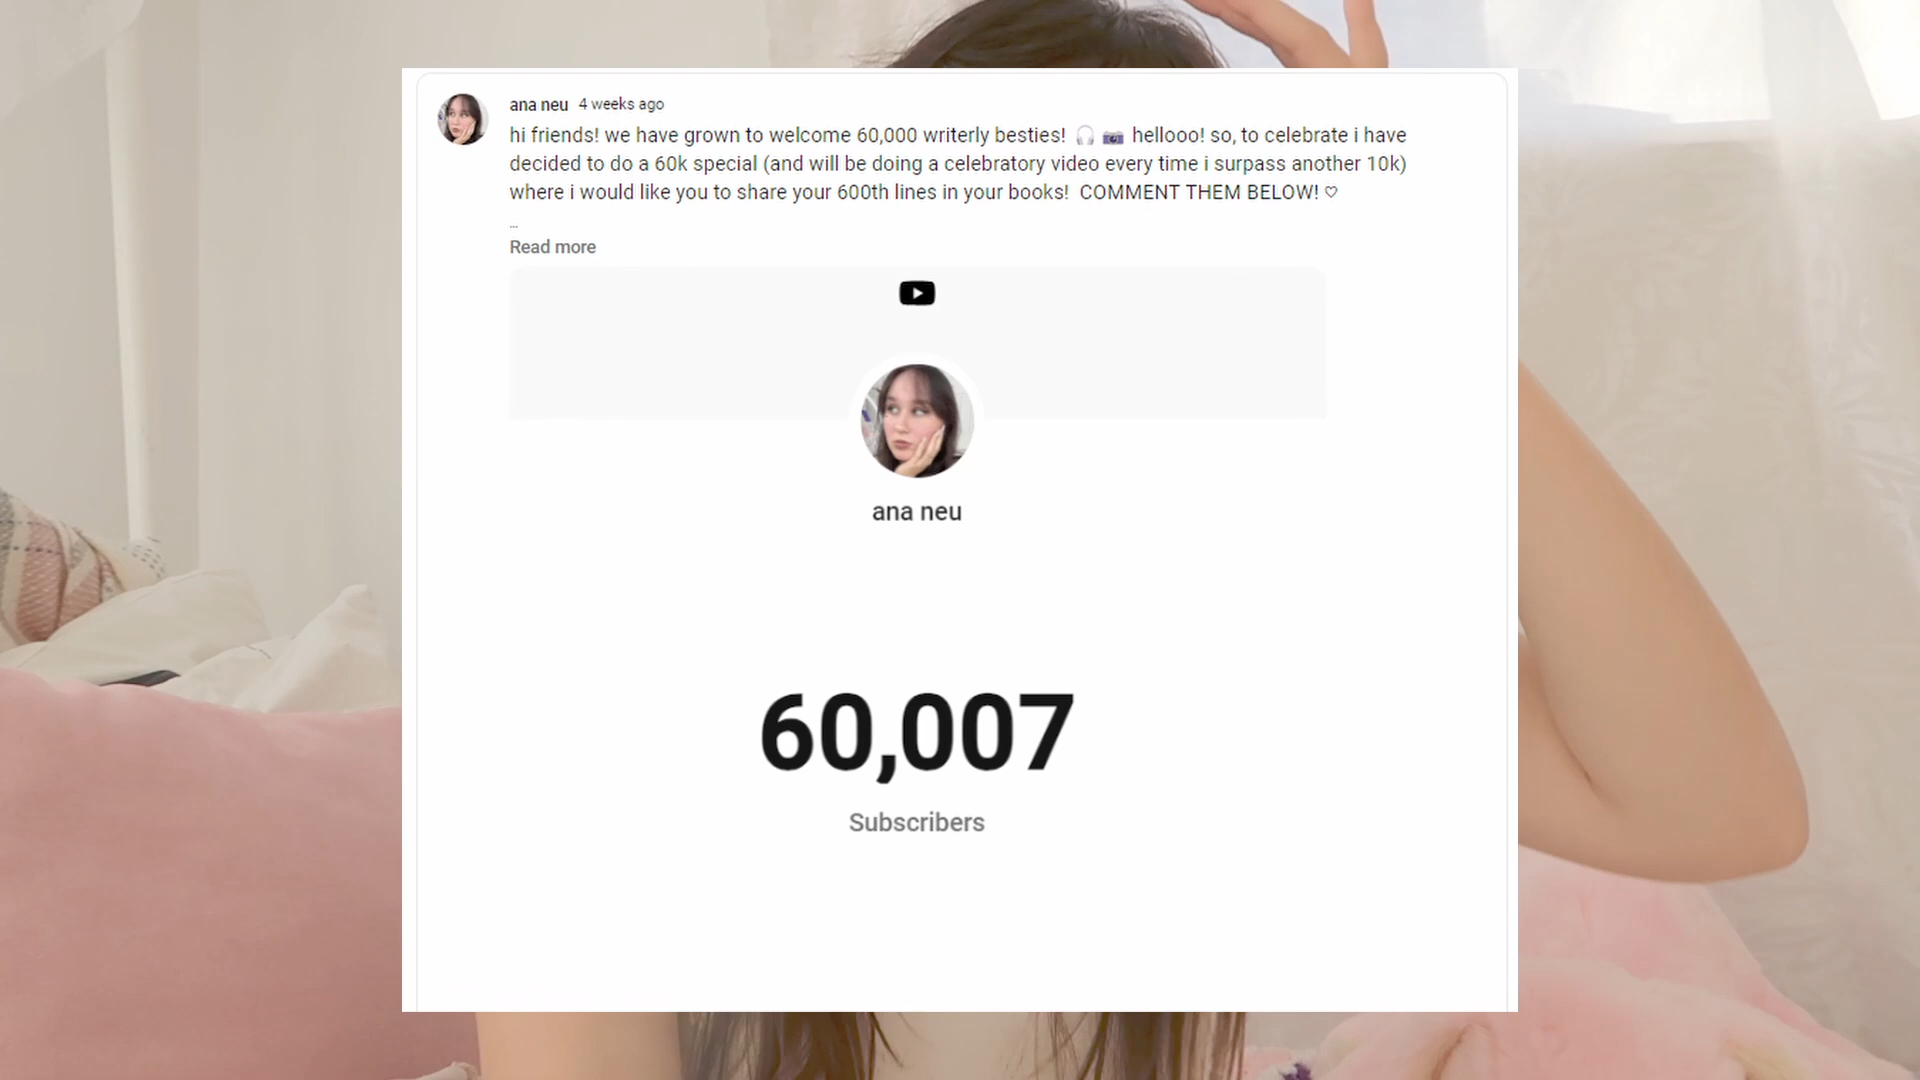 ana neu 4 weeks ago
hi friends! we have grown to welcome 60,000 writerly besties! 🎧 📷 hellooo! so, to celebrate i have
decided to do a 60k special (and will be doing a celebratory video every time i surpass another 10k)
where i would like you to share your 600th lines in your books! COMMENT THEM BELOW! ♡
...
Read more
ana neu
60,007
Subscribers